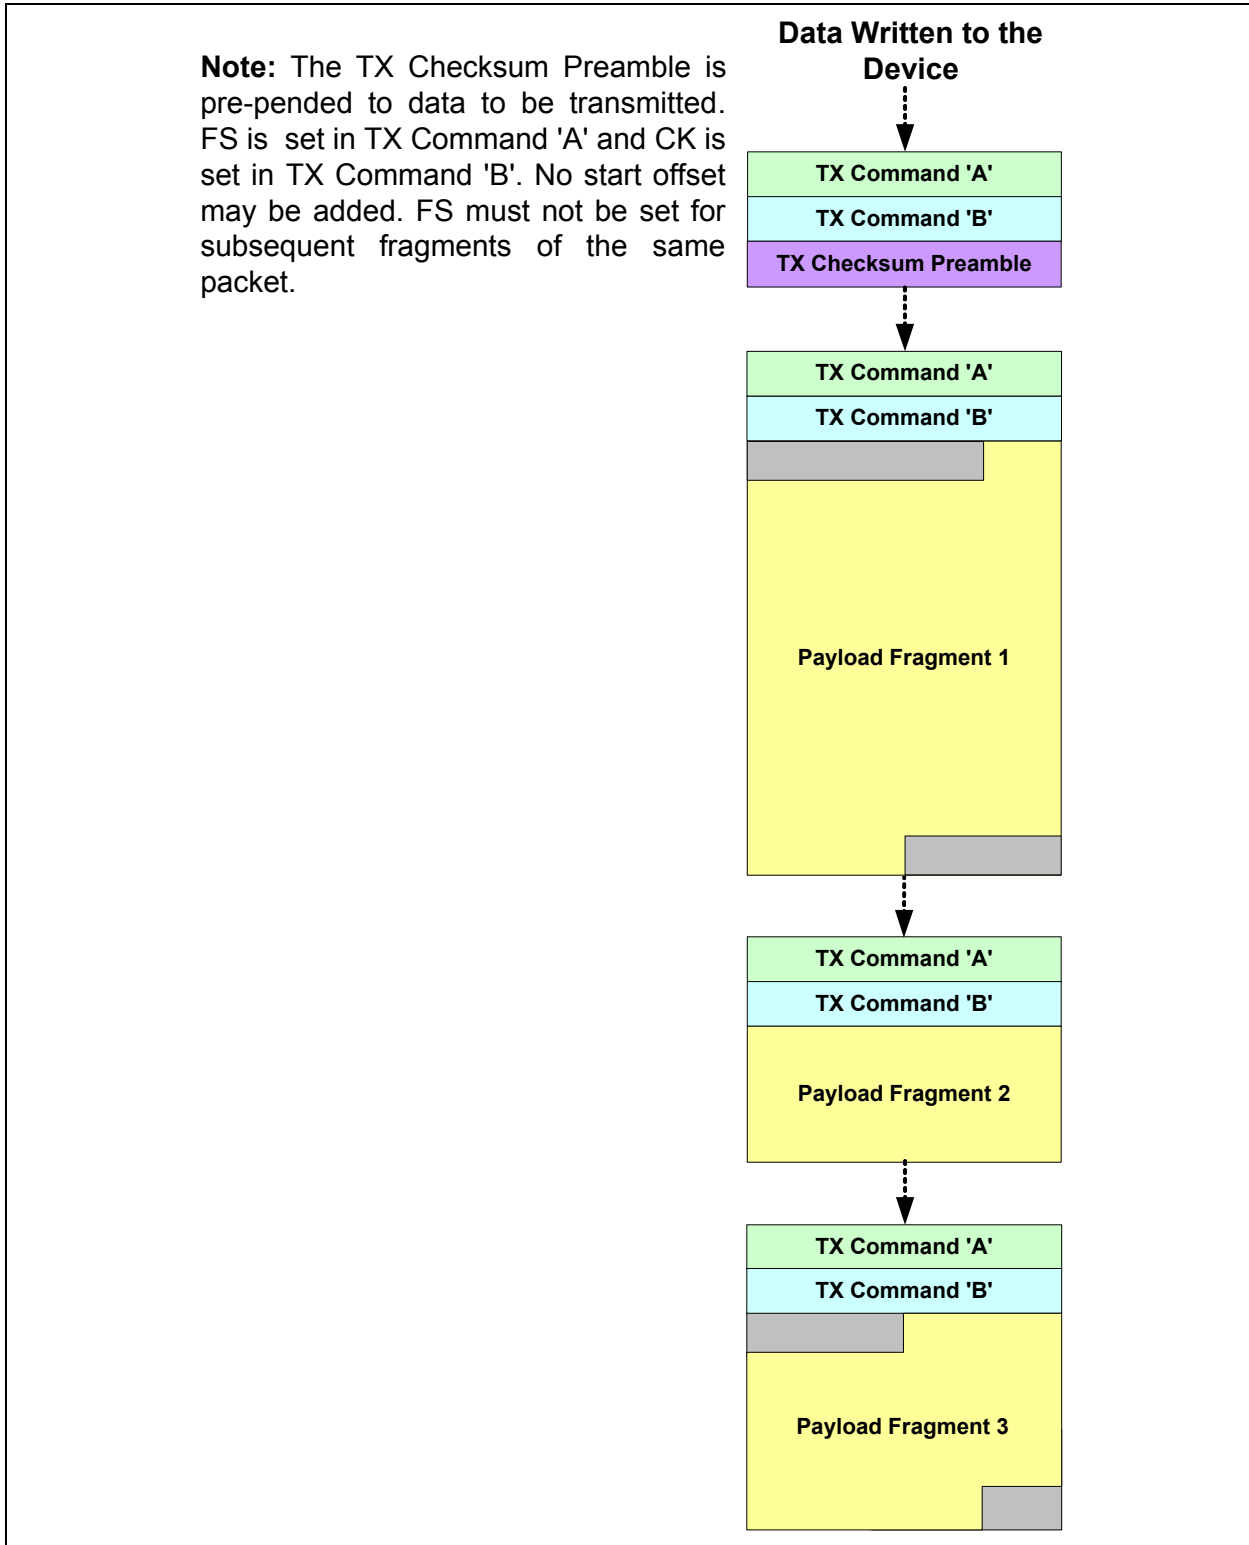 Note: The TX Checksum Preamble is
pre-pended to data to be transmitted.
FS is set in TX Command 'A' and CK is
set in TX Command 'B'. No start offset
may be added. FS must not be set for
subsequent fragments of the same
packet.
Data Written to the
Device
TX Command 'A'
TX Command 'B'
TX Checksum Preamble
TX Command 'A'
TX Command 'B'
Payload Fragment 1
TX Command 'A'
TX Command 'B'
Payload Fragment 2
TX Command 'A'
TX Command 'B'
Payload Fragment 3